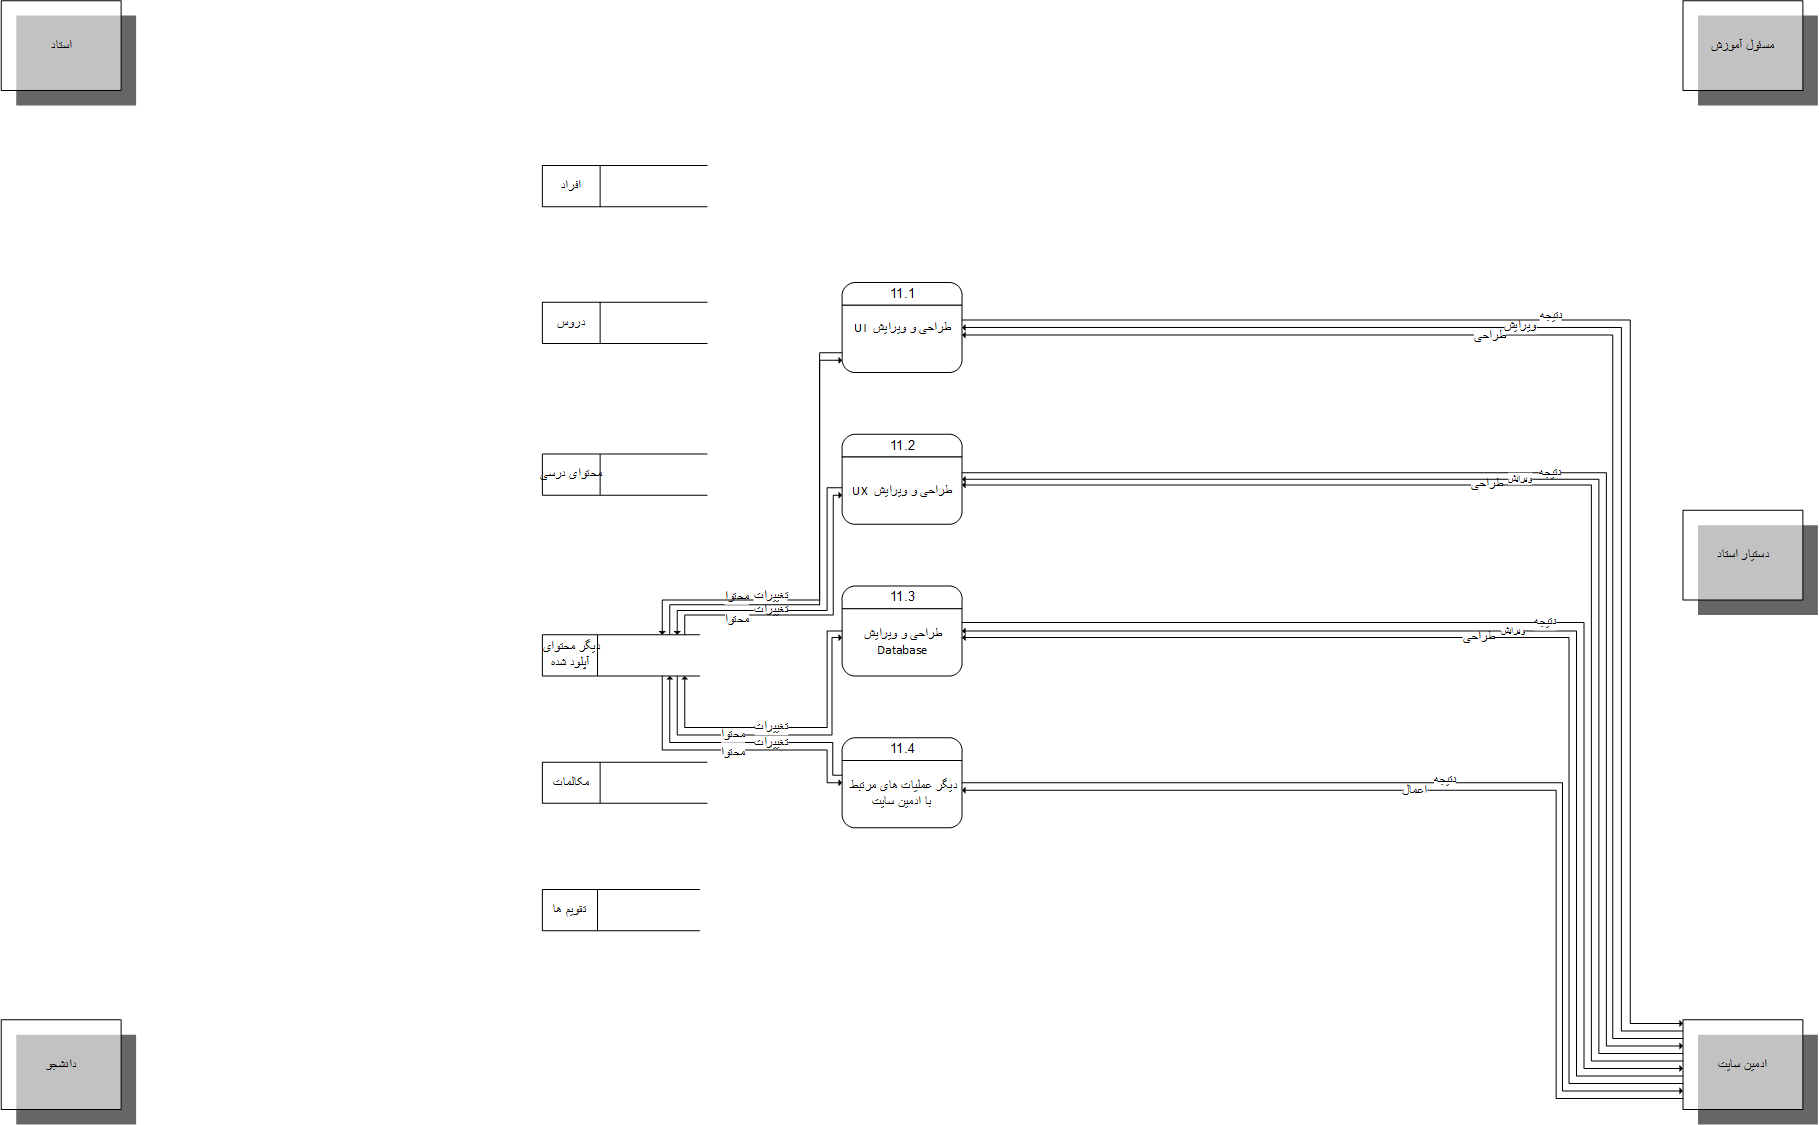 استاد
مسئول آموزش
افراد
11.1
طراحی و ویرایش UI
دروس
نتیجه
ویرایش
طراحی
11.2
طراحی و ویرایش UX
محتوای درسی
نتیجه
ویرایش
طراحی
دستیار استاد
تغییرات
محتوا
تغییرات
محتوا
11.3
طراحی و ویرایش
Database
نتیجه
ویرایش
طراحی
دیگر محتوای
آپلود شده
تغییرات
محتوا
تغییرات
محتوا
11.4
دیگر عملیات های مرتبط
با ادمین سایت
نتیجه
اعمال
مکالمات
تقویم ها
دانشجو
ادمین سایت